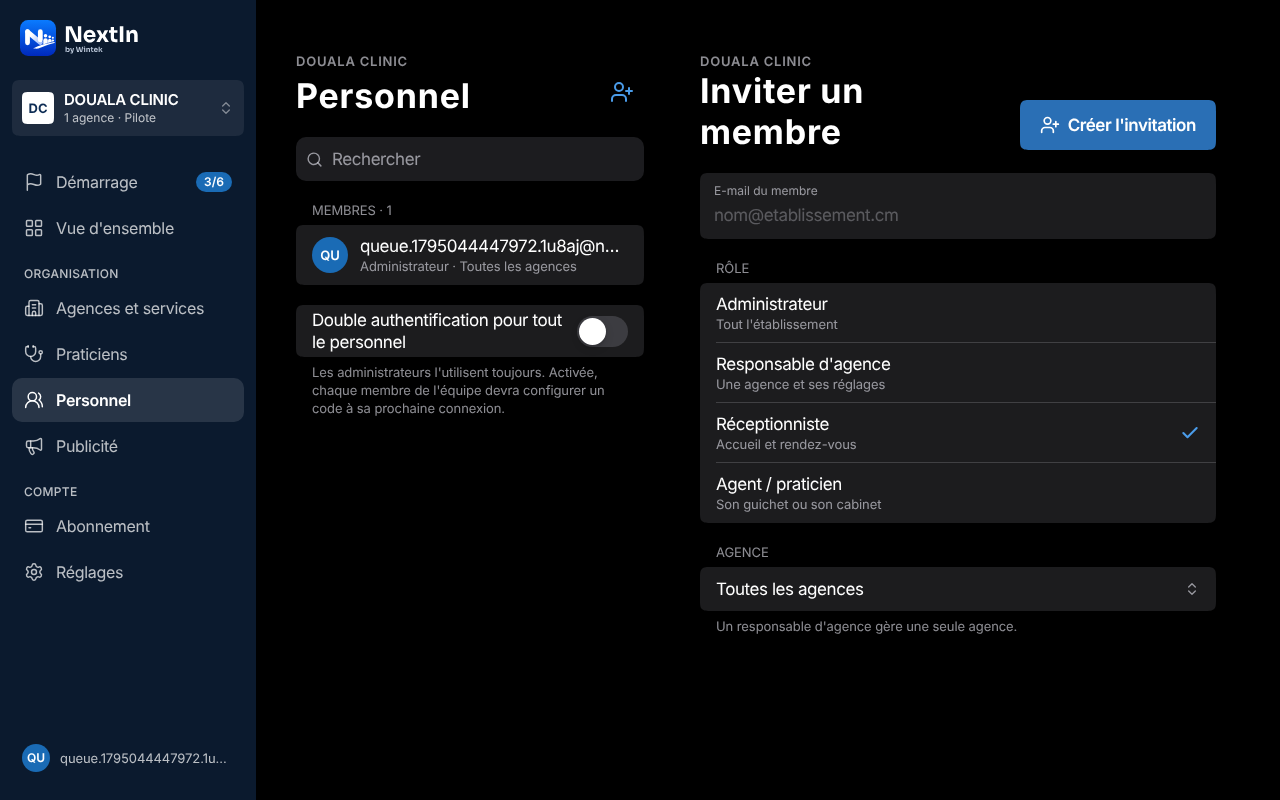 NextIn
by Wintek
DC
DOUALA CLINIC
1 agence · Pilote
Démarrage
3/6
Vue d'ensemble
ORGANISATION
Agences et services
Praticiens
Personnel
Publicité
COMPTE
Abonnement
Réglages
QU
queue.1795044447972.1u...
DOUALA CLINIC
Personnel
Rechercher
MEMBRES · 1
QU
queue.1795044447972.1u8aj@n...
Administrateur · Toutes les agences
Double authentification pour tout
le personnel
Les administrateurs l'utilisent toujours. Activée,
chaque membre de l'équipe devra configurer un
code à sa prochaine connexion.
DOUALA CLINIC
Inviter un
membre
Créer l'invitation
E-mail du membre
nom@etablissement.cm
RÔLE
Administrateur
Tout l'établissement
Responsable d'agence
Une agence et ses réglages
Réceptionniste
Accueil et rendez-vous
Agent / praticien
Son guichet ou son cabinet
AGENCE
Toutes les agences
Un responsable d'agence gère une seule agence.